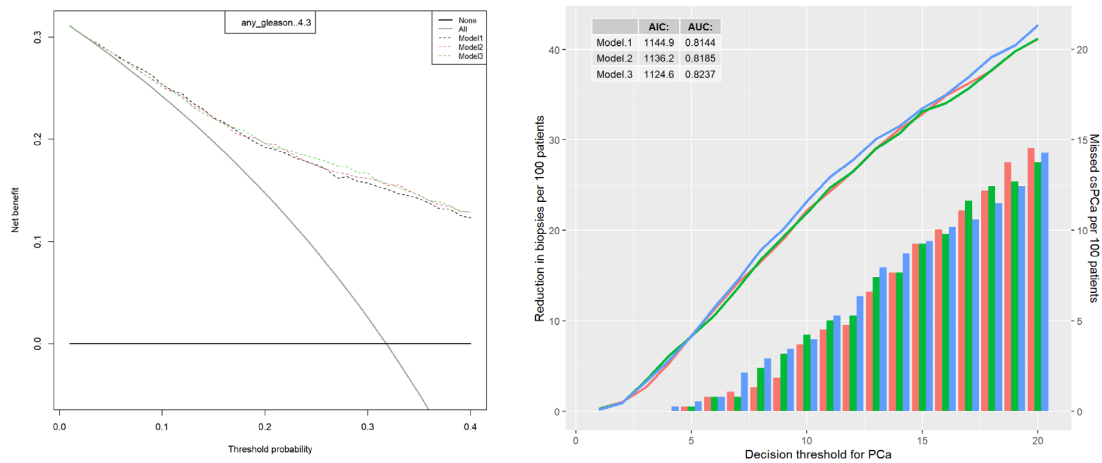 any_gleason..4.3
None
All
Model1
Model2
Model3
0.3
0.2
0.1
0.0
Net benefit
0.0 0.1 0.2 0.3 0.4
Threshold probability
AIC: AUC:
Model.1 1144.9 0.8144
Model.2 1136.2 0.8185
Model.3 1124.6 0.8237
40
30
20
10
0
Reduction in biopsies per 100 patients
20
15
10
5
0
Missed csPCa per 100 patients
0 5 10 15 20
Decision threshold for PCa